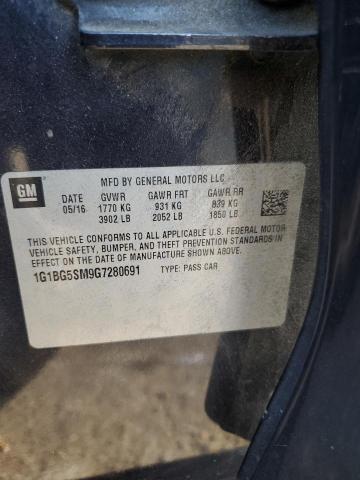 GM
MFD BY GENERAL MOTORS LLC
DATE GVWR GAWR FRT GAWR RR
05/16 1770 KG 931 KG 839 KG
3902 LB 2052 LB 1850 LB
THIS VEHICLE CONFORMS TO ALL APPLICABLE U.S. FEDERAL MOTOR
VEHICLE SAFETY, BUMPER, AND THEFT PREVENTION STANDARDS IN
EFFECT ON THE DATE OF MANUFACTURE SHOWN ABOVE.
1G1BG5SM9G7280691 TYPE: PASS CAR